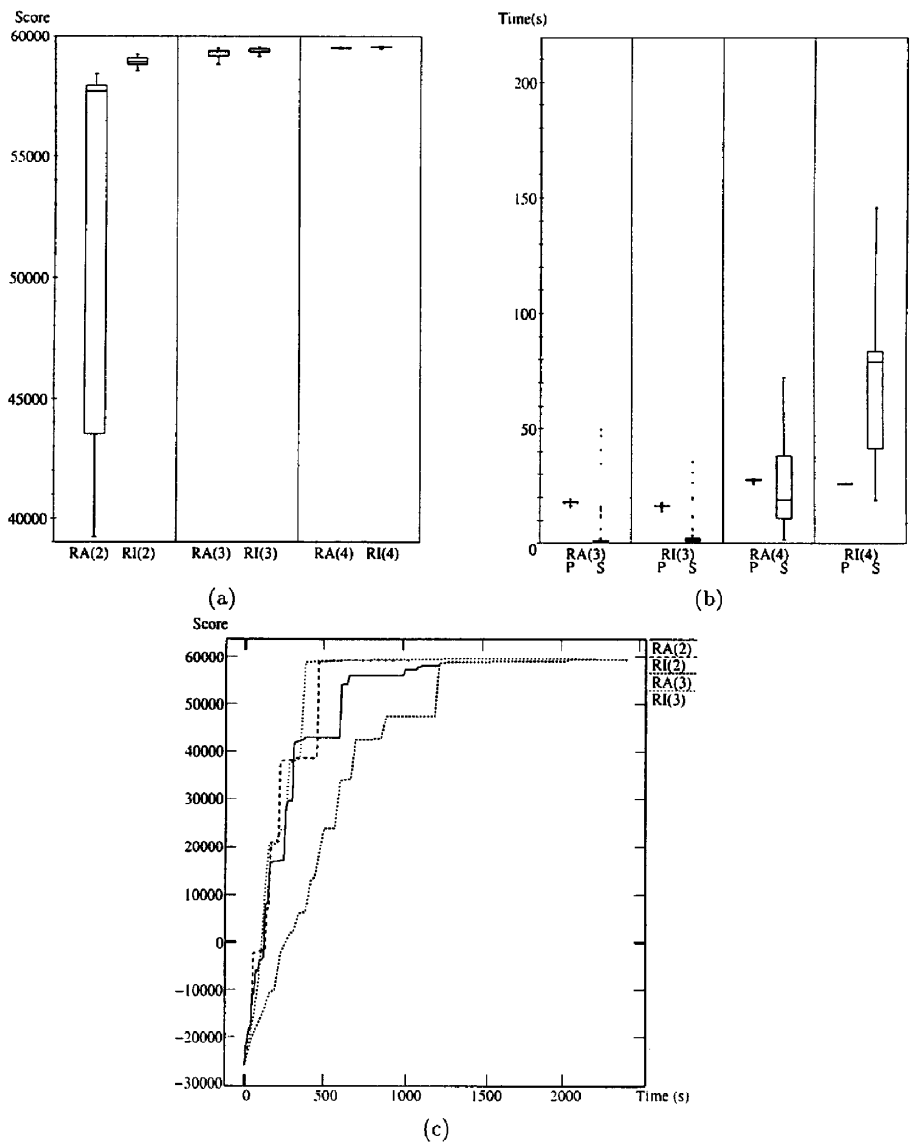 Score
60000
55000
50000
45000
40000
RA(2) RI(2) RA(3) RI(3) RA(4) RI(4)
(a)
Time(s)
200
150
100
50
0
RA(3) RI(3) RA(4) RI(4)
P S P S P S P S
(b)
Score
60000
50000
40000
30000
20000
10000
0
-10000
-20000
-30000
0 500 1000 1500 2000 Time (s)
RA(2)
RI(2)
RA(3)
RI(3)
(c)